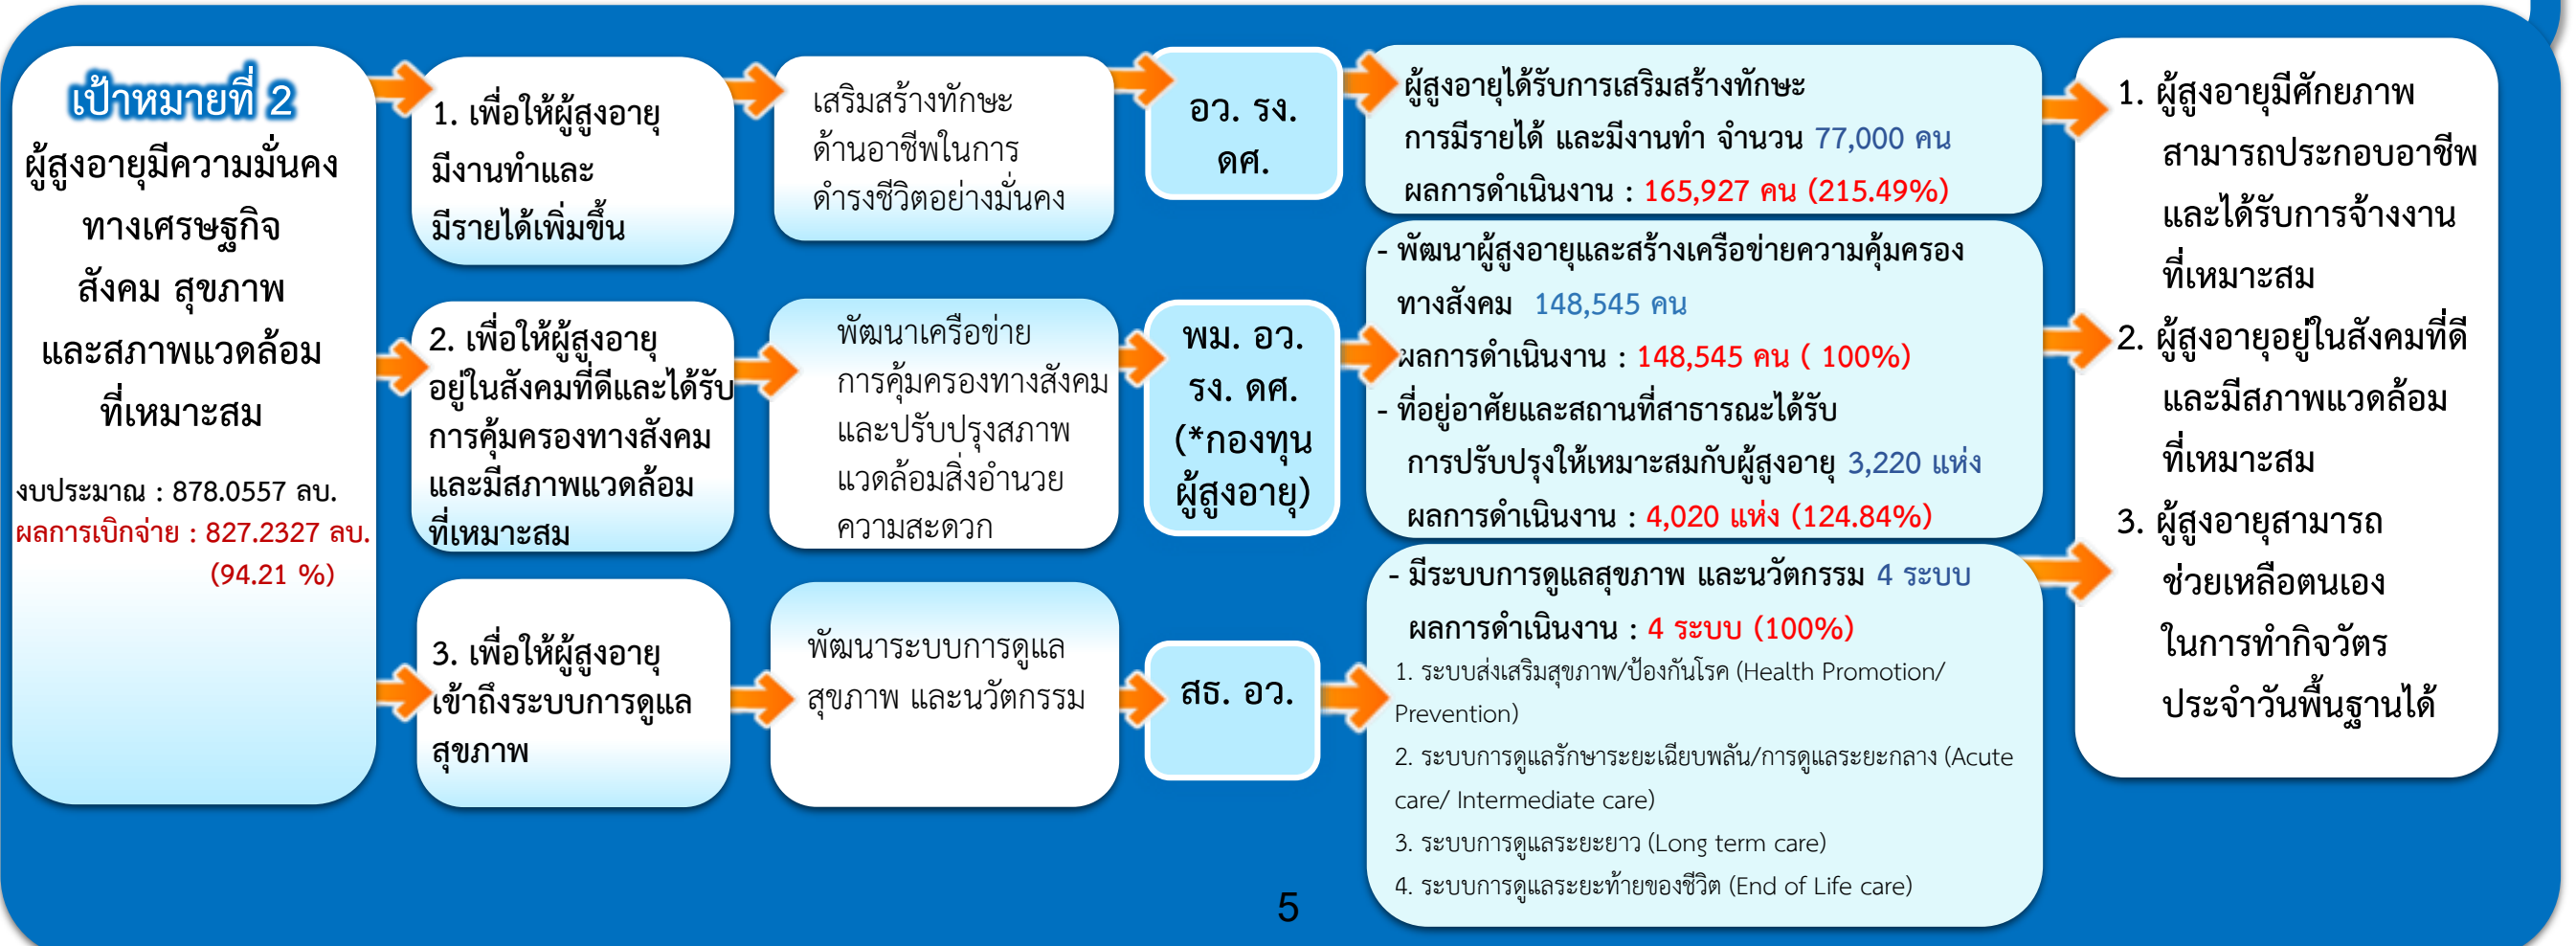 เป้าหมายที่ 2
ผู้สูงอายุมีความมั่นคง
ทางเศรษฐกิจ
สังคม สุขภาพ
และสภาพแวดล้อม
ที่เหมาะสม
งบประมาณ : 878.0557 ลบ.
ผลการเบิกจ่าย : 827.2327 ลบ.
(94.21 %)
1. เพื่อให้ผู้สูงอายุ
มีงานทำและ
มีรายได้เพิ่มขึ้น
เสริมสร้างทักษะ
ด้านอาชีพในการ
ดำรงชีวิตอย่างมั่นคง
อว. รง.
ดศ.
ผู้สูงอายุได้รับการเสริมสร้างทักษะ
การมีรายได้ และมีงานทำ จำนวน 77,000 คน
ผลการดำเนินงาน : 165,927 คน (215.49%)
2. เพื่อให้ผู้สูงอายุ
อยู่ในสังคมที่ดีและได้รับ
การคุ้มครองทางสังคม
และมีสภาพแวดล้อม
ที่เหมาะสม
พัฒนาเครือข่าย
การคุ้มครองทางสังคม
และปรับปรุงสภาพ
แวดล้อมสิ่งอำนวย
ความสะดวก
พม. อว.
รง. ดศ.
(*กองทุน
ผู้สูงอายุ)
- พัฒนาผู้สูงอายุและสร้างเครือข่ายความคุ้มครอง
ทางสังคม 148,545 คน
ผลการดำเนินงาน : 148,545 คน ( 100%)
- ที่อยู่อาศัยและสถานที่สาธารณะได้รับ
การปรับปรุงให้เหมาะสมกับผู้สูงอายุ 3,220 แห่ง
ผลการดำเนินงาน : 4,020 แห่ง (124.84%)
3. เพื่อให้ผู้สูงอายุ
เข้าถึงระบบการดูแล
สุขภาพ
พัฒนาระบบการดูแล
สุขภาพ และนวัตกรรม
สธ. อว.
- มีระบบการดูแลสุขภาพ และนวัตกรรม 4 ระบบ
ผลการดำเนินงาน : 4 ระบบ (100%)
1. ระบบส่งเสริมสุขภาพ/ป้องกันโรค (Health Promotion/
Prevention)
2. ระบบการดูแลรักษาระยะเฉียบพลัน/การดูแลระยะกลาง (Acute
care/ Intermediate care)
3. ระบบการดูแลระยะยาว (Long term care)
4. ระบบการดูแลระยะท้ายของชีวิต (End of Life care)
1. ผู้สูงอายุมีศักยภาพ
สามารถประกอบอาชีพ
และได้รับการจ้างงาน
ที่เหมาะสม
2. ผู้สูงอายุอยู่ในสังคมที่ดี
และมีสภาพแวดล้อม
ที่เหมาะสม
3. ผู้สูงอายุสามารถ
ช่วยเหลือตนเอง
ในการทำกิจวัตร
ประจำวันพื้นฐานได้
5